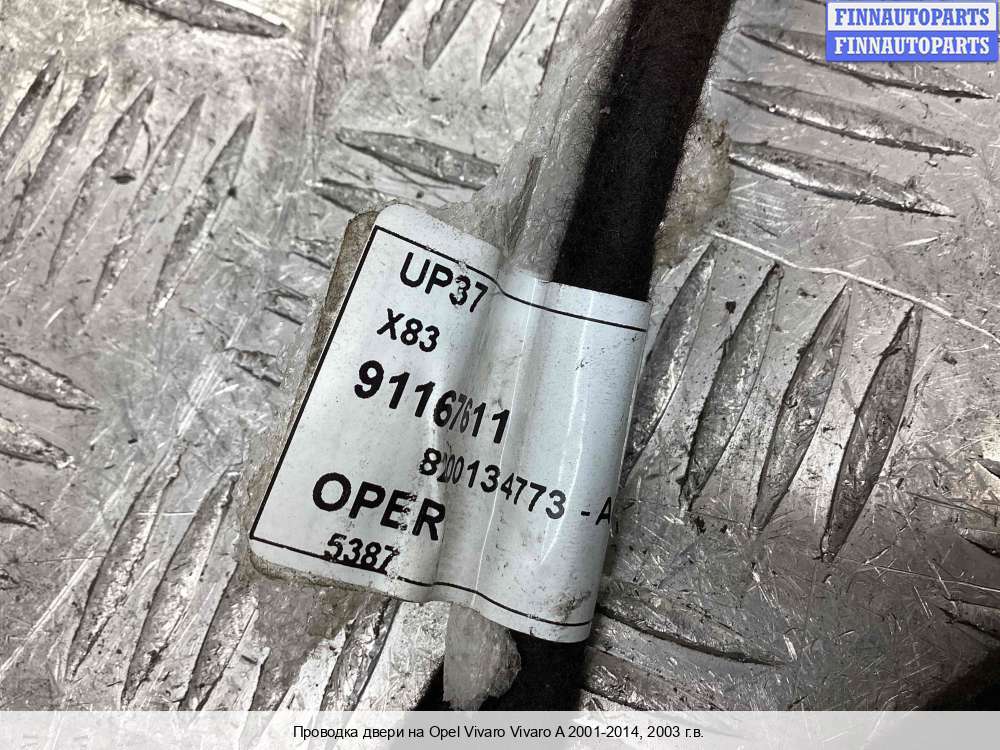 FINNAUTOPARTS
FINNAUTOPARTS
UP37
X83
91167611
8200134773 - A
OPER
5387
Проводка двери на Opel Vivaro Vivaro A 2001-2014, 2003 г.в.